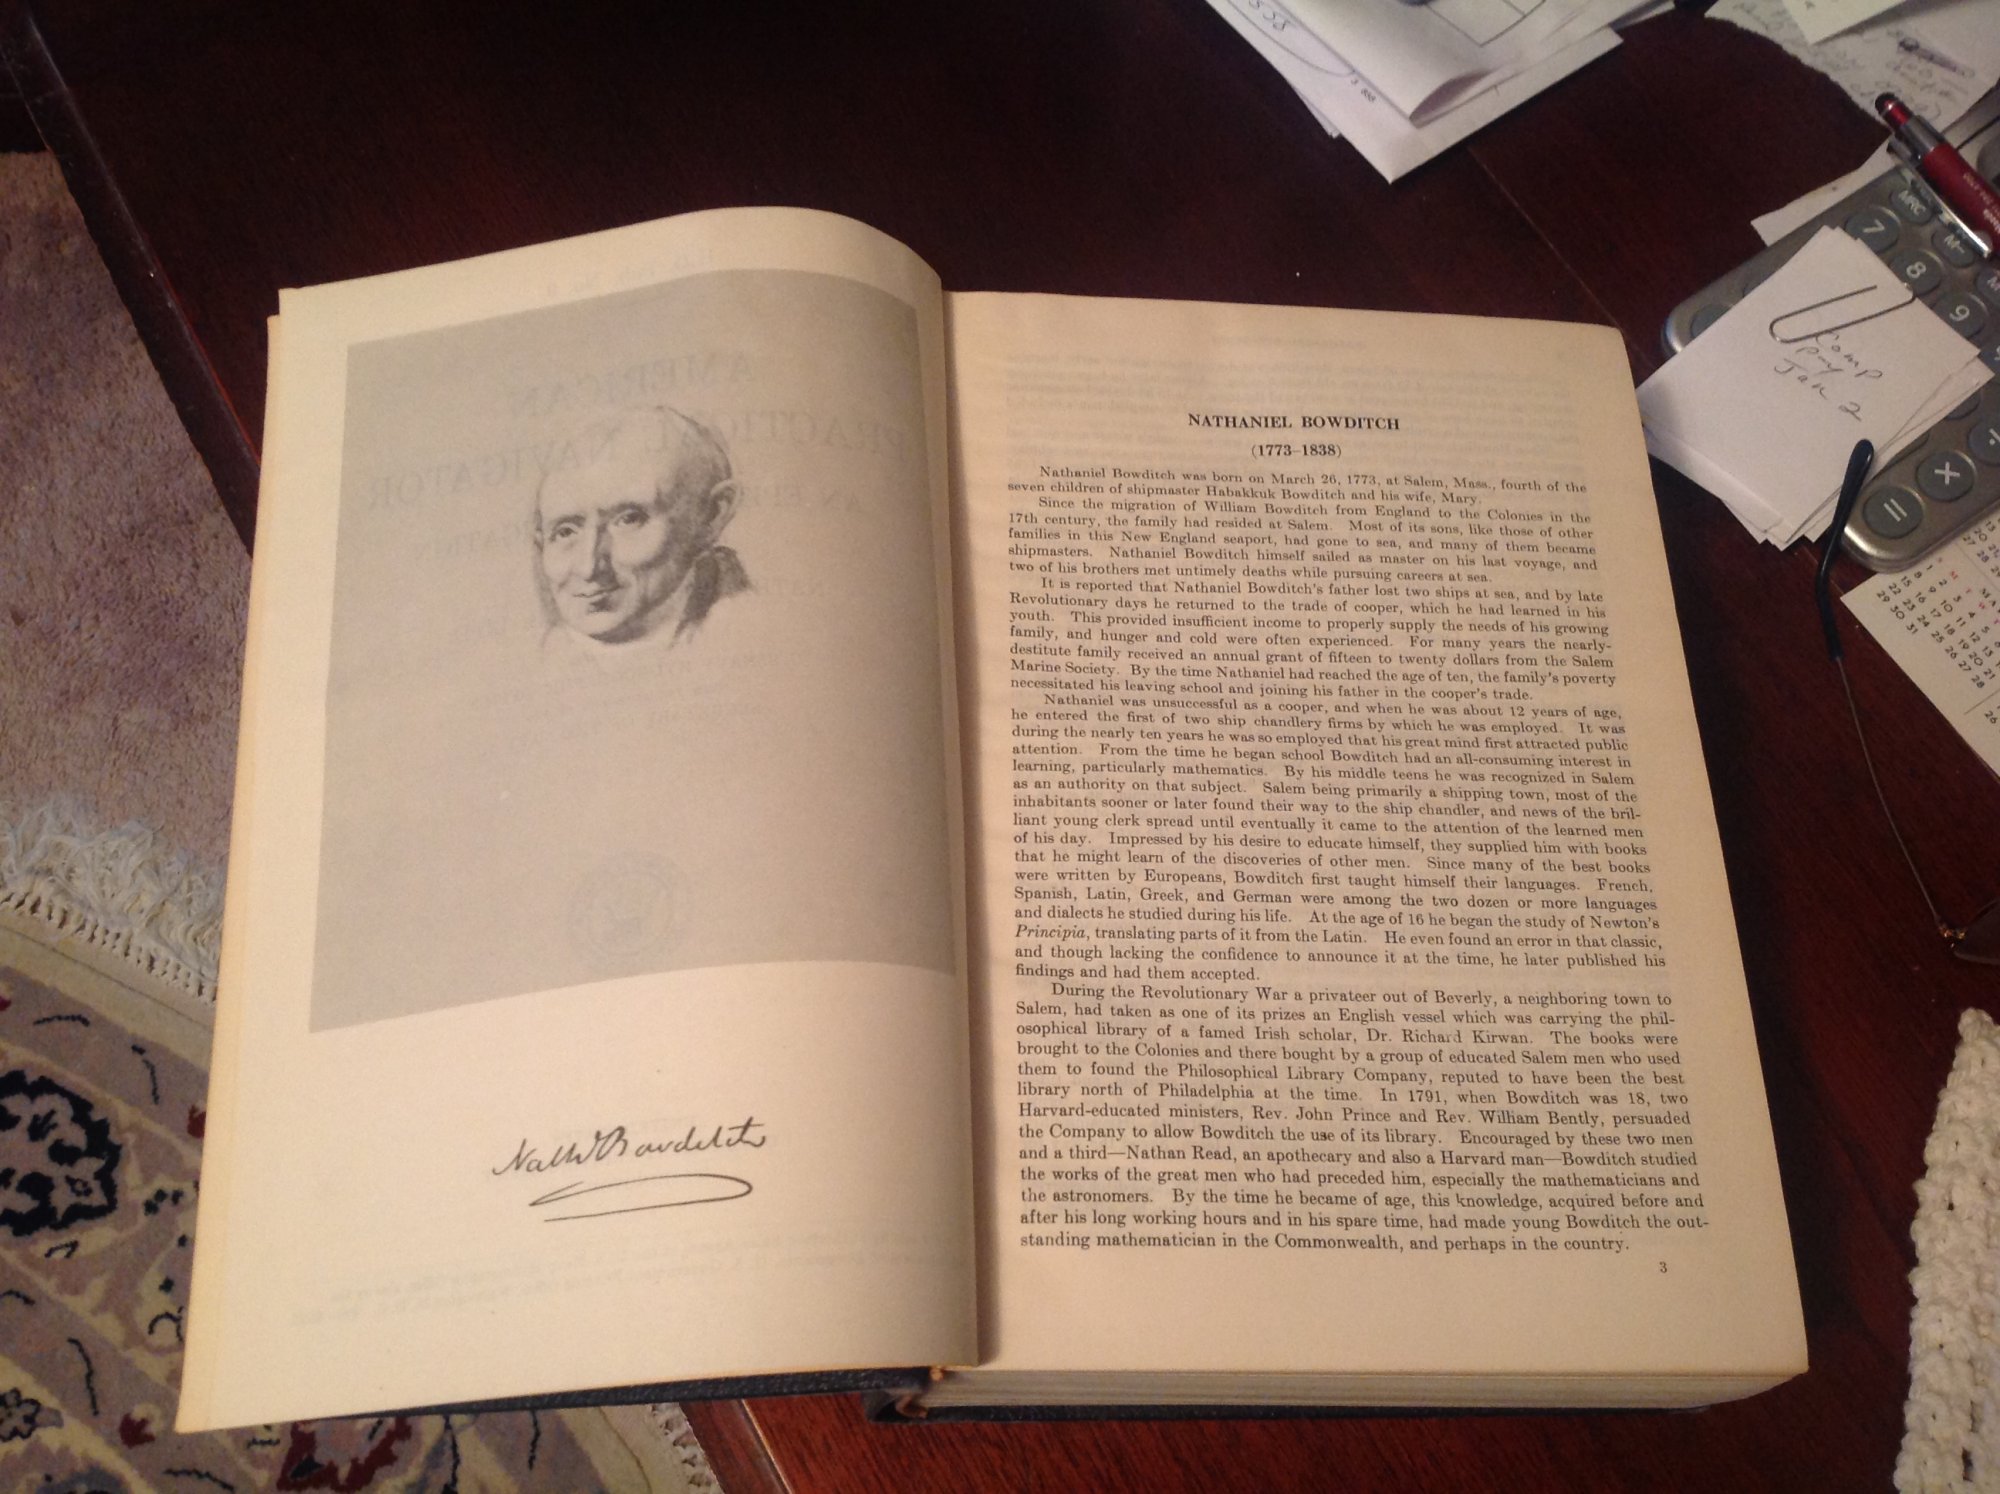 Nath Bowditch
NATHANIEL BOWDITCH
(1773–1838)
Nathaniel Bowditch was born on March 26, 1773, at Salem, Mass., fourth of the
seven children of shipmaster Habakkuk Bowditch and his wife, Mary.
Since the migration of William Bowditch from England to the Colonies in the
17th century, the family had resided at Salem. Most of its sons, like those of other
families in this New England seaport, had gone to sea, and many of them became
shipmasters. Nathaniel Bowditch himself sailed as master on his last voyage, and
two of his brothers met untimely deaths while pursuing careers at sea.
It is reported that Nathaniel Bowditch's father lost two ships at sea, and by late
Revolutionary days he returned to the trade of cooper, which he had learned in his
youth. This provided insufficient income to properly supply the needs of his growing
family, and hunger and cold were often experienced. For many years the nearly-
destitute family received an annual grant of fifteen to twenty dollars from the Salem
Marine Society. By the time Nathaniel had reached the age of ten, the family's poverty
necessitated his leaving school and joining his father in the cooper's trade.
Nathaniel was unsuccessful as a cooper, and when he was about 12 years of age,
he entered the first of two ship chandlery firms by which he was employed. It was
during the nearly ten years he was so employed that his great mind first attracted public
attention. From the time he began school Bowditch had an all-consuming interest in
learning, particularly mathematics. By his middle teens he was recognized in Salem
as an authority on that subject. Salem being primarily a shipping town, most of the
inhabitants sooner or later found their way to the ship chandler, and news of the bril-
liant young clerk spread until eventually it came to the attention of the learned men
of his day. Impressed by his desire to educate himself, they supplied him with books
that he might learn of the discoveries of other men. Since many of the best books
were written by Europeans, Bowditch first taught himself their languages. French,
Spanish, Latin, Greek, and German were among the two dozen or more languages
and dialects he studied during his life. At the age of 16 he began the study of Newton's
Principia, translating parts of it from the Latin. He even found an error in that classic,
and though lacking the confidence to announce it at the time, he later published his
findings and had them accepted.
During the Revolutionary War a privateer out of Beverly, a neighboring town to
Salem, had taken as one of its prizes an English vessel which was carrying the phil-
osophical library of a famed Irish scholar, Dr. Richard Kirwan. The books were
brought to the Colonies and there bought by a group of educated Salem men who used
them to found the Philosophical Library Company, reputed to have been the best
library north of Philadelphia at the time. In 1791, when Bowditch was 18, two
Harvard-educated ministers, Rev. John Prince and Rev. William Bently, persuaded
the Company to allow Bowditch the use of its library. Encouraged by these two men
and a third—Nathan Read, an apothecary and also a Harvard man—Bowditch studied
the works of the great men who had preceded him, especially the mathematicians and
the astronomers. By the time he became of age, this knowledge, acquired before and
after his long working hours and in his spare time, had made young Bowditch the out-
standing mathematician in the Commonwealth, and perhaps in the country.
3
58
MRC M-
7 8 9
× =
Comp
Pay
Jan 2